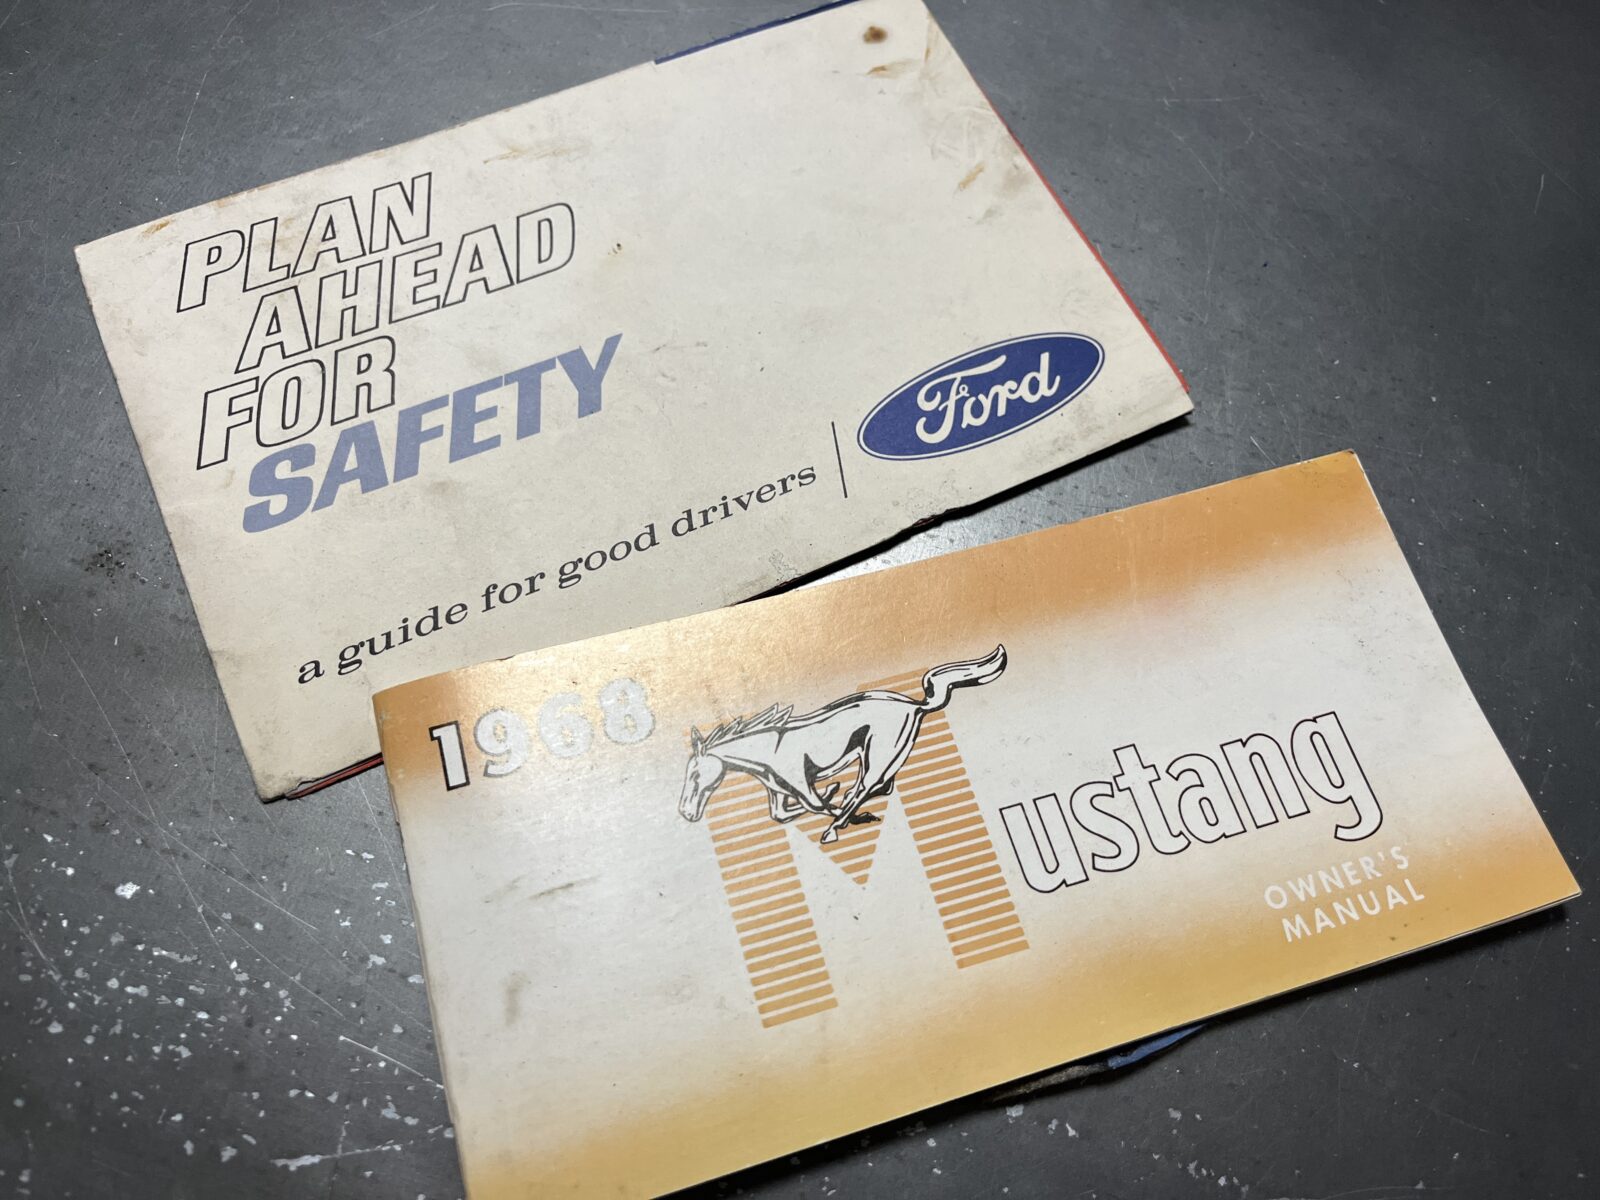 PLAN
AHEAD
FOR
SAFETY
a guide for good drivers
Ford
1968
Mustang
OWNER'S
MANUAL